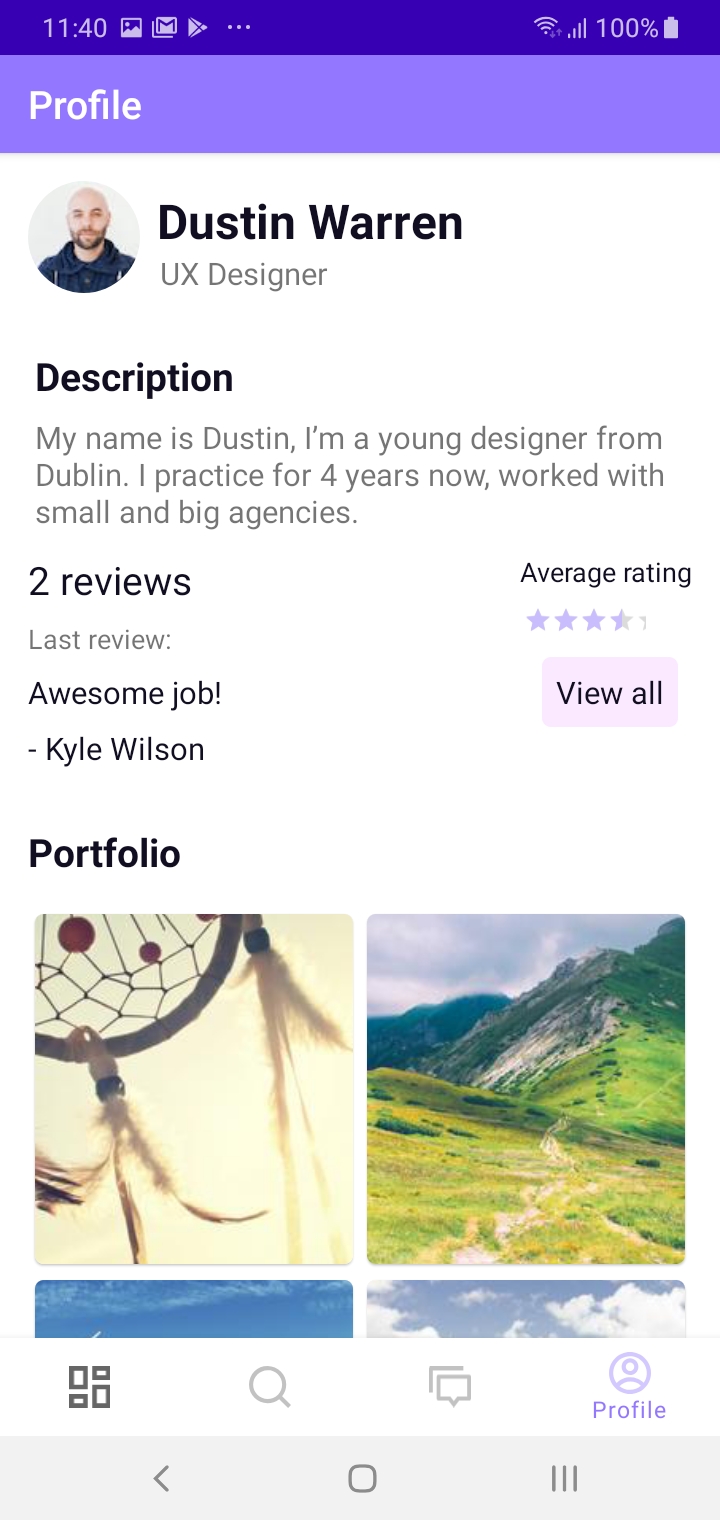 11:40
100%
Profile
Dustin Warren
UX Designer
Description
My name is Dustin, I’m a young designer from
Dublin. I practice for 4 years now, worked with
small and big agencies.
2 reviews
Average rating
Last review:
Awesome job!
View all
- Kyle Wilson
Portfolio
Profile